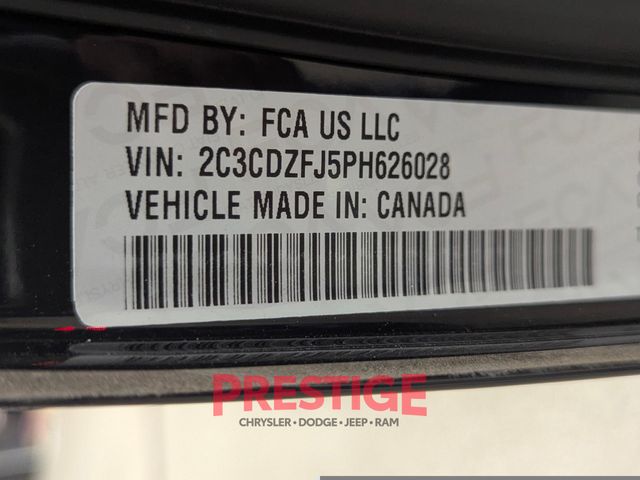 MFD BY: FCA US LLC
VIN: 2C3CDZFJ5PH626028
VEHICLE MADE IN: CANADA
PRESTIGE
CHRYSLER • DODGE • JEEP • RAM